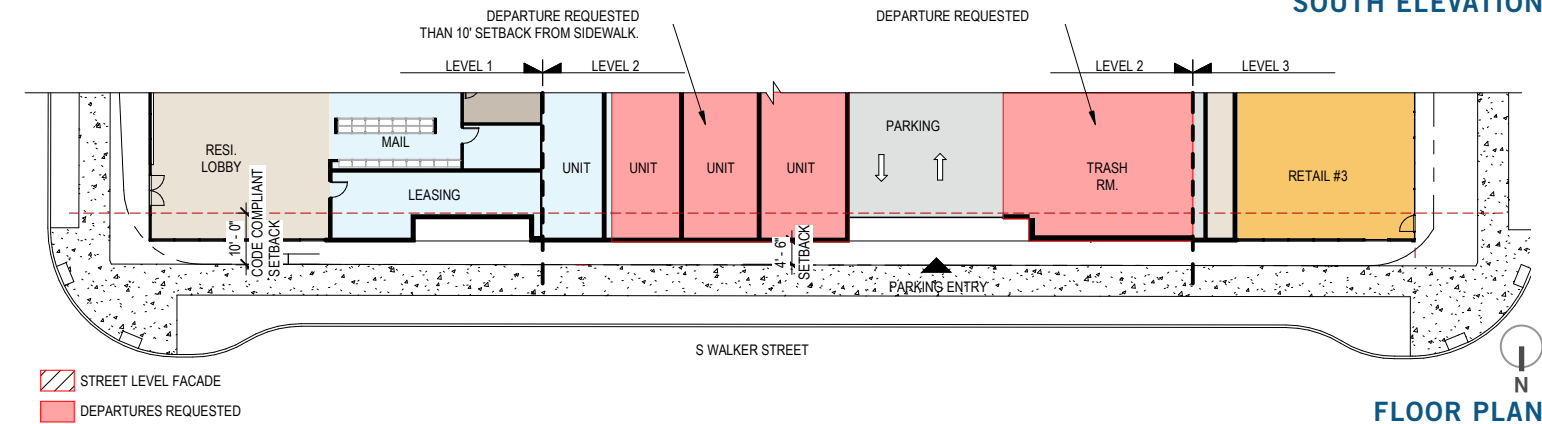 SOUTH ELEVATION
DEPARTURE REQUESTED
THAN 10' SETBACK FROM SIDEWALK.
DEPARTURE REQUESTED
LEVEL 1
LEVEL 2
LEVEL 2
LEVEL 3
RESI.
LOBBY
MAIL
LEASING
UNIT
UNIT
UNIT
UNIT
PARKING
TRASH
RM.
RETAIL #3
10' - 0"
CODE COMPLIANT
SETBACK
4' - 6"
SETBACK
PARKING ENTRY
S WALKER STREET
STREET LEVEL FACADE
DEPARTURES REQUESTED
N
FLOOR PLAN